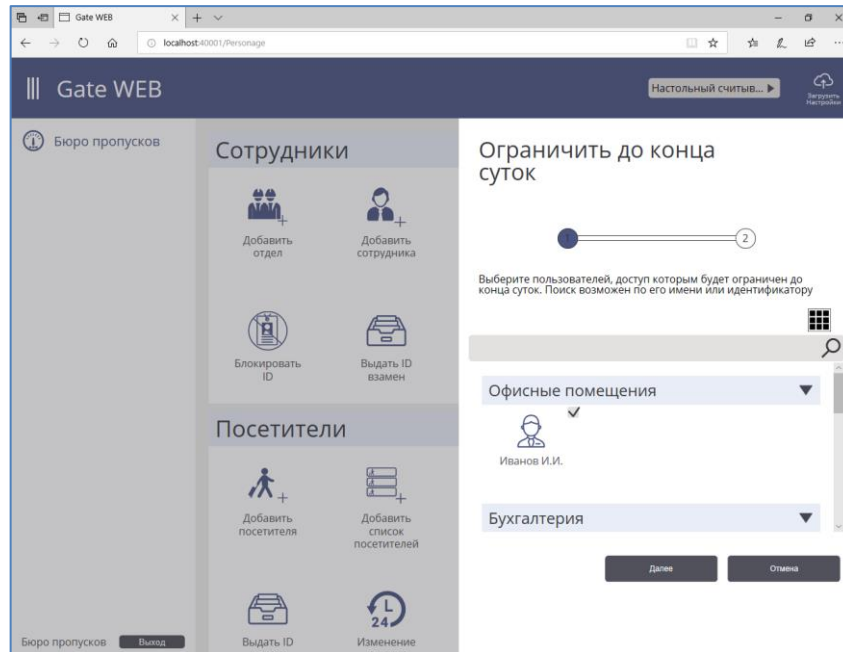 Gate WEB
localhost:40001/Personage
Gate WEB
Настольный считыв...
Загрузить
Настройки
Бюро пропусков
Сотрудники
Добавить
отдел
Добавить
сотрудника
Блокировать
ID
Выдать ID
взамен
Посетители
Добавить
посетителя
Добавить
список
посетителей
Выдать ID
24
Изменение
Бюро пропусков
Выход
Ограничить до конца
суток
1
2
Выберите пользователей, доступ которым будет ограничен до
конца суток. Поиск возможен по его имени или идентификатору
Офисные помещения
Иванов И.И.
Бухгалтерия
Далее
Отмена